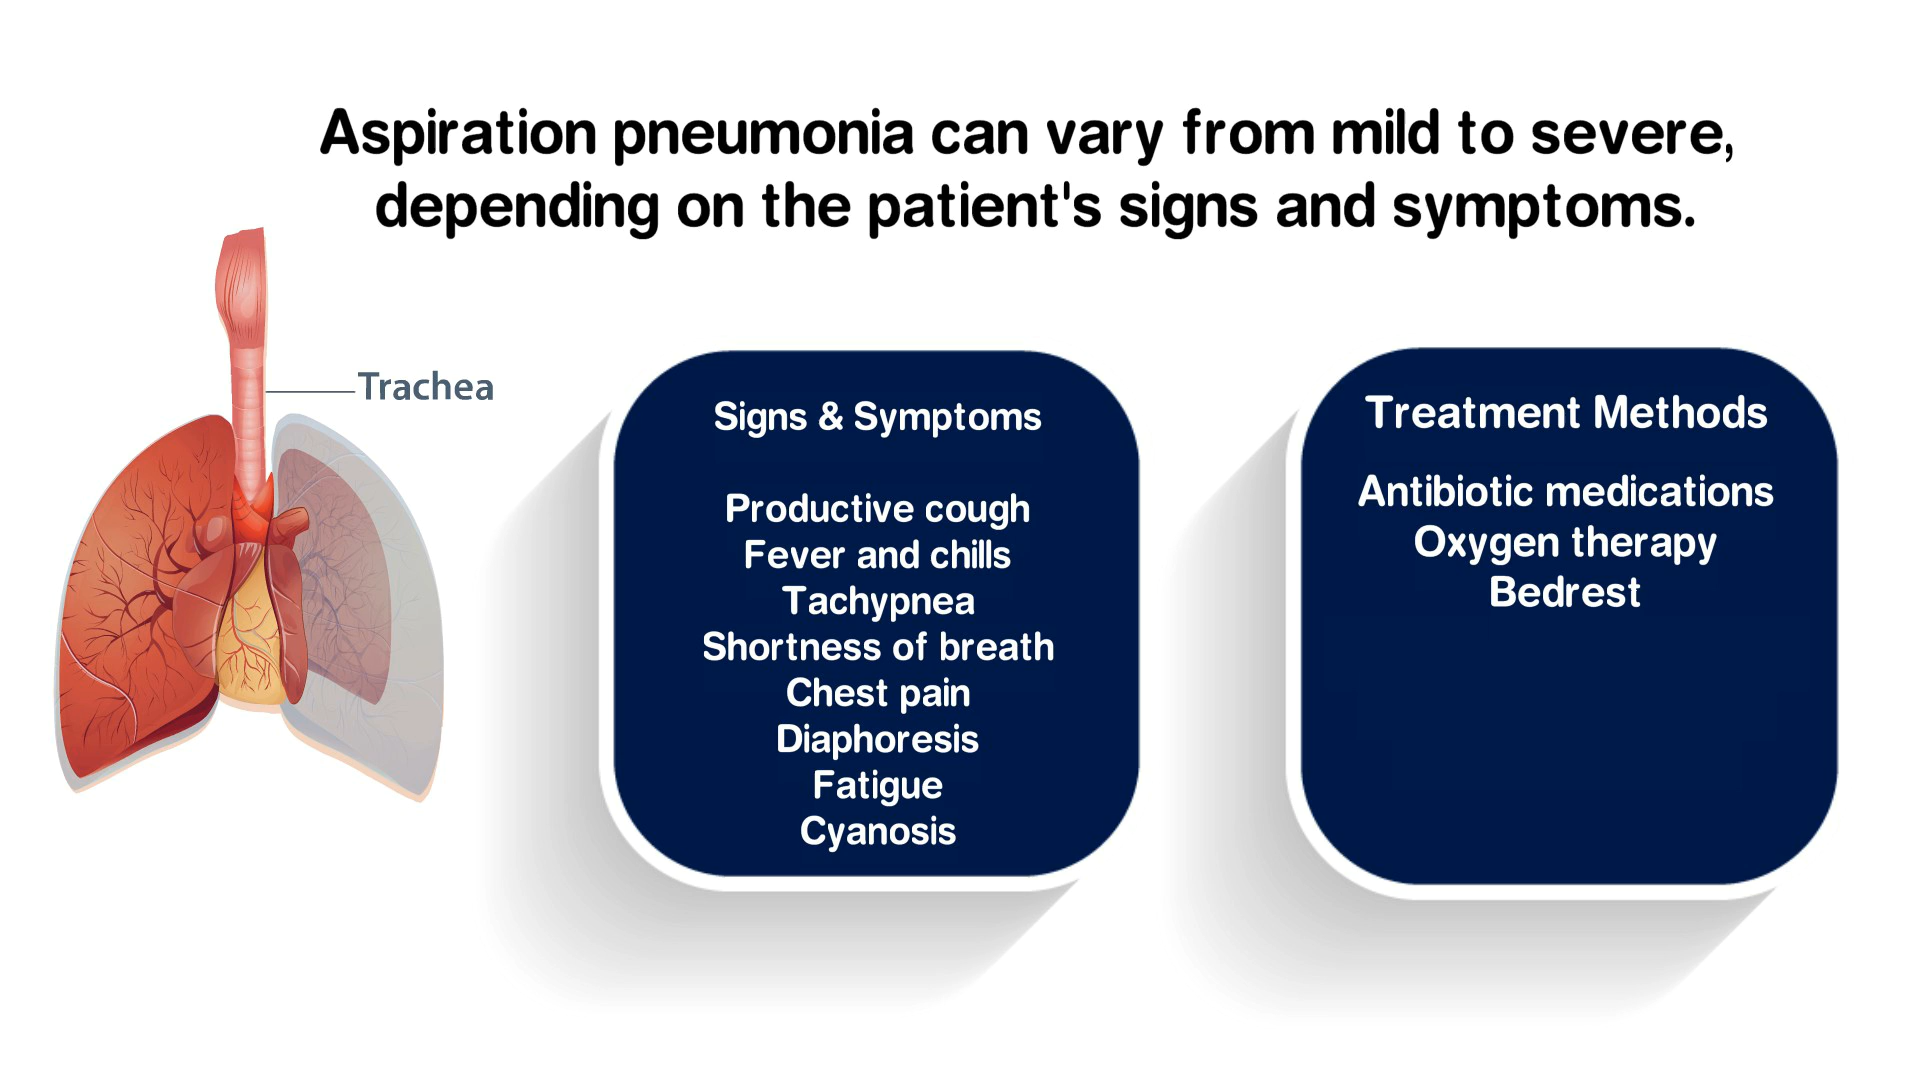 Aspiration pneumonia can vary from mild to severe,
depending on the patient's signs and symptoms.
Trachea
Signs & Symptoms
Productive cough
Fever and chills
Tachypnea
Shortness of breath
Chest pain
Diaphoresis
Fatigue
Cyanosis
Treatment Methods
Antibiotic medications
Oxygen therapy
Bedrest